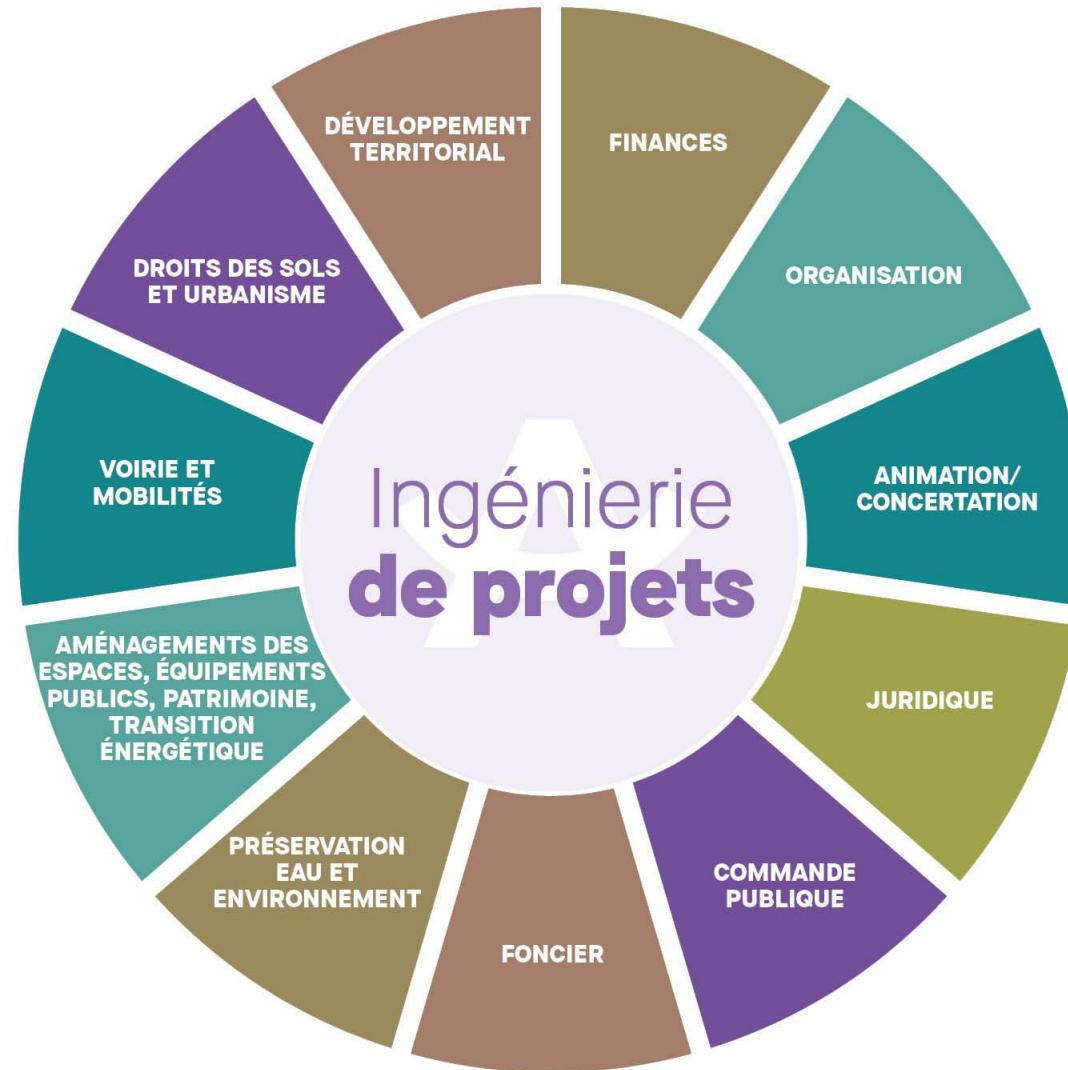 DÉVELOPPEMENT
TERRITORIAL
FINANCES
ORGANISATION
ANIMATION/
CONCERTATION
JURIDIQUE
COMMANDE
PUBLIQUE
FONCIER
PRÉSERVATION
EAU ET
ENVIRONNEMENT
AMÉNAGEMENTS DES
ESPACES, ÉQUIPEMENTS
PUBLICS, PATRIMOINE,
TRANSITION
ÉNERGÉTIQUE
VOIRIE ET
MOBILITÉS
DROITS DES SOLS
ET URBANISME
Ingénierie
de projets